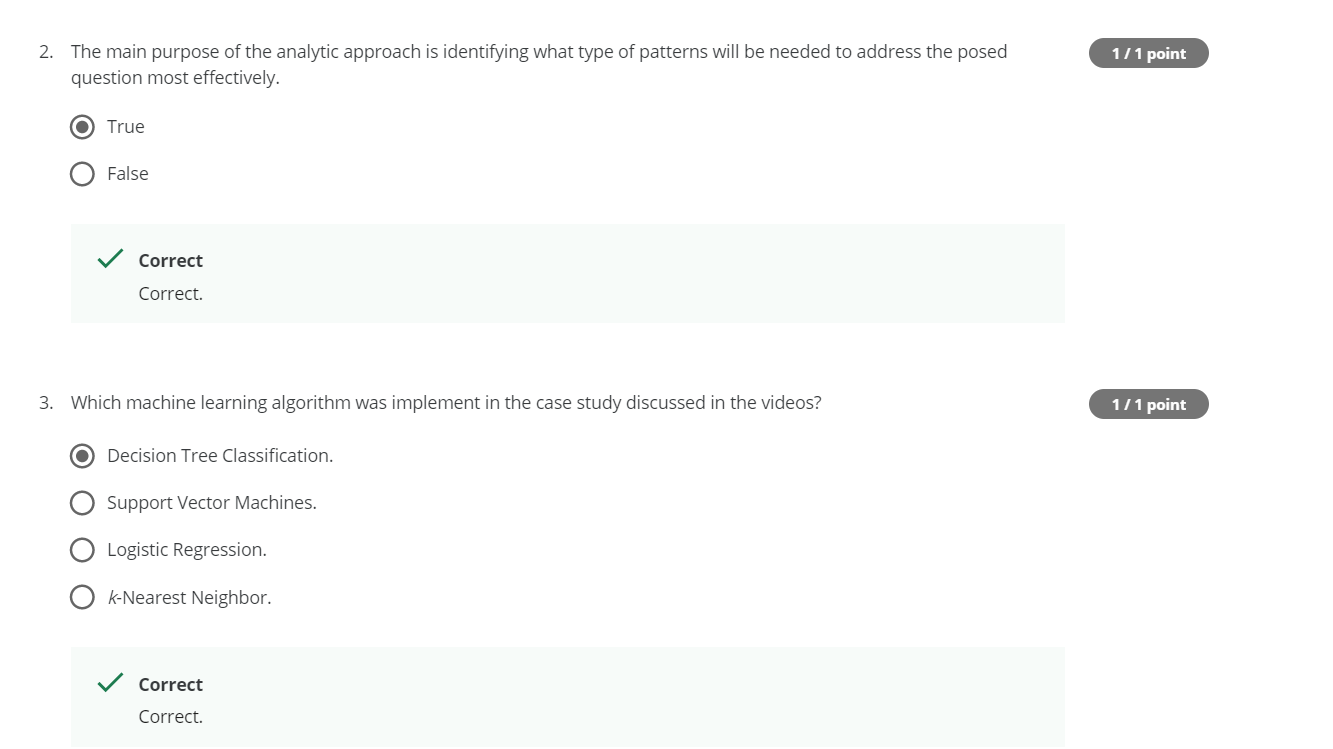 2. The main purpose of the analytic approach is identifying what type of patterns will be needed to address the posed
1 / 1 point
question most effectively.
True
False
Correct
Correct.
3. Which machine learning algorithm was implement in the case study discussed in the videos?
1 / 1 point
Decision Tree Classification.
Support Vector Machines.
Logistic Regression.
k-Nearest Neighbor.
Correct
Correct.